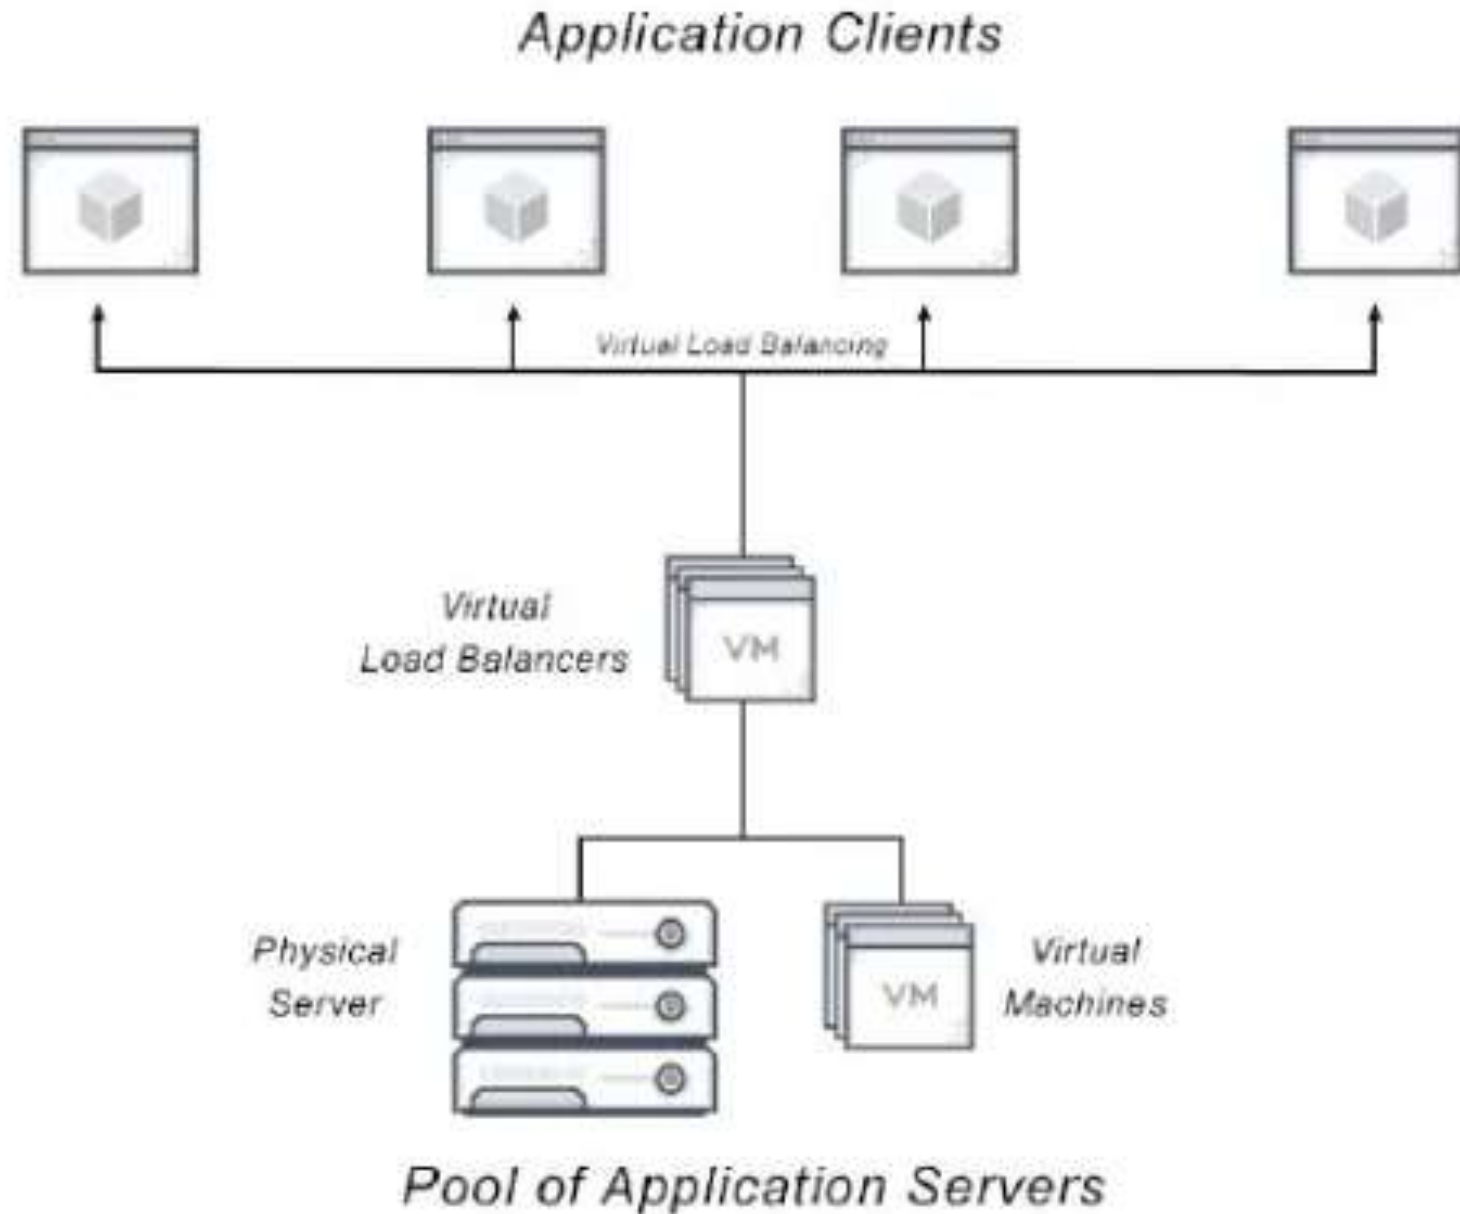 Application Clients
Virtual Load Balancing
Virtual
Load Balancers
VM
Physical
Server
VM
Virtual
Machines
Pool of Application Servers